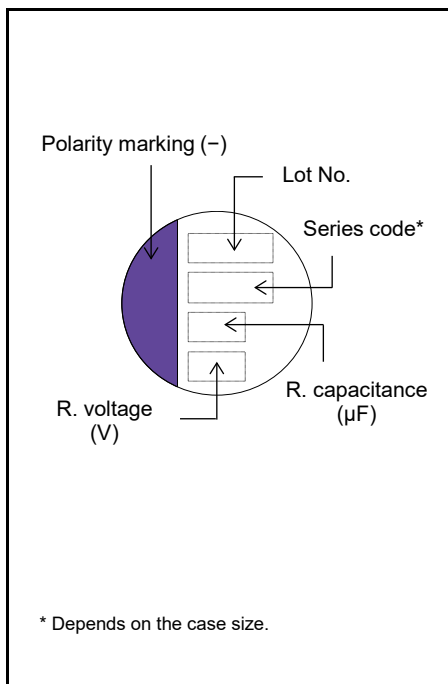 Polarity marking (−)
Lot No.
Series code*
R. voltage
(V)
R. capacitance
(µF)
* Depends on the case size.